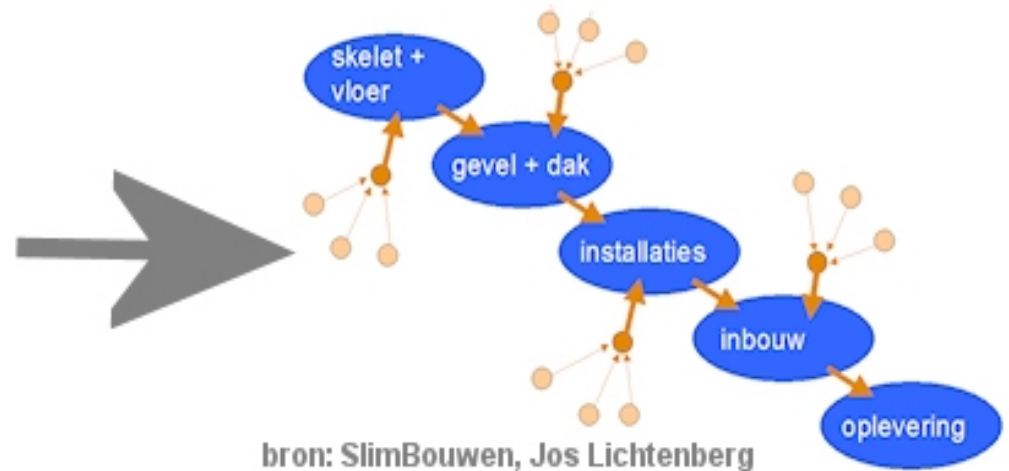 skelet +
vloer
gevel + dak
installaties
inbouw
oplevering
bron: SlimBouwen, Jos Lichtenberg